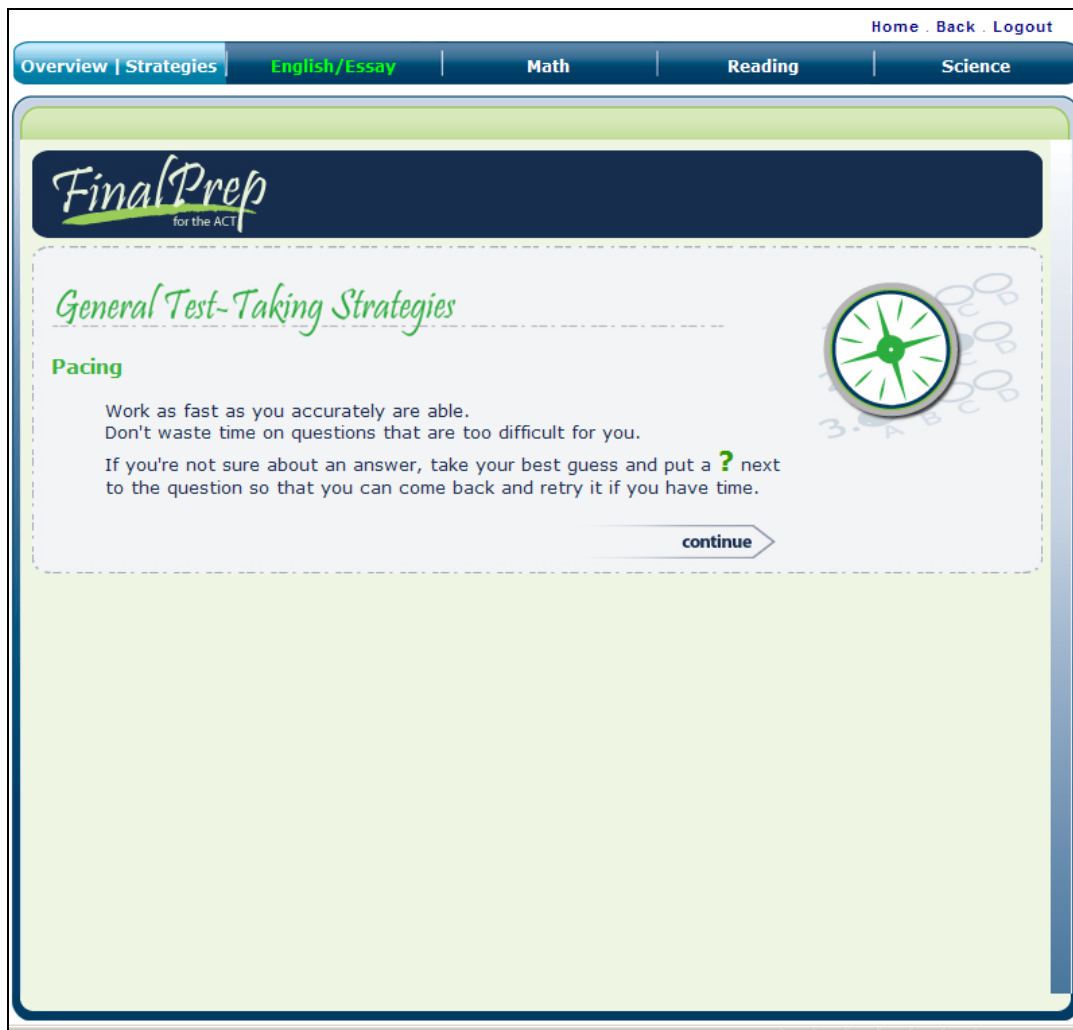 Home . Back . Logout
Overview | Strategies English/Essay Math Reading Science
FinalPrep
for the ACT
General Test-Taking Strategies
Pacing
Work as fast as you accurately are able.
Don't waste time on questions that are too difficult for you.
If you're not sure about an answer, take your best guess and put a ? next
to the question so that you can come back and retry it if you have time.
continue
C D
C D
C D
3. A B